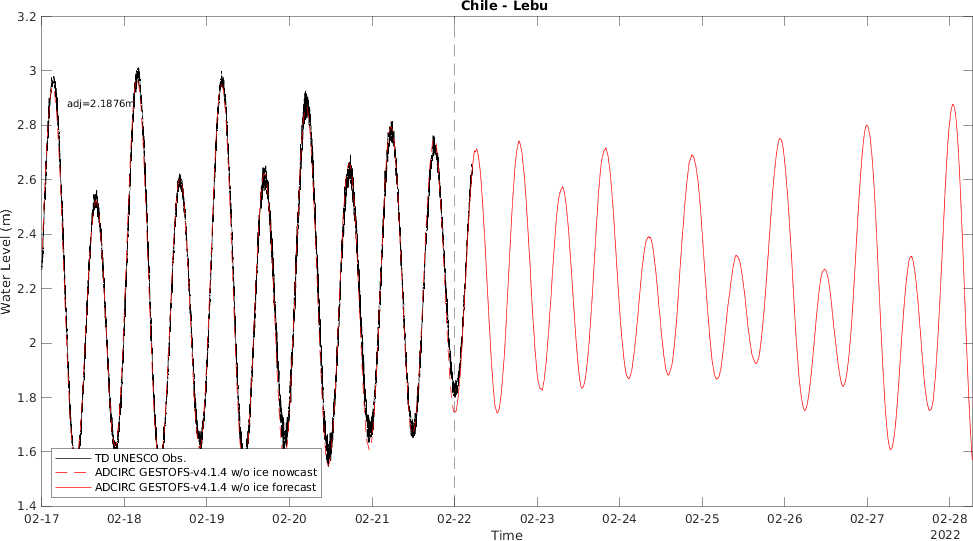 Chile - Lebu
3.2
3
2.8
2.6
2.4
2.2
2
1.8
1.6
1.4
Water Level (m)
adj=2.1876m
TD UNESCO Obs.
ADCIRC GESTOFS-v4.1.4 w/o ice nowcast
ADCIRC GESTOFS-v4.1.4 w/o ice forecast
02-17 02-18 02-19 02-20 02-21 02-22 02-23 02-24 02-25 02-26 02-27 02-28
2022
Time